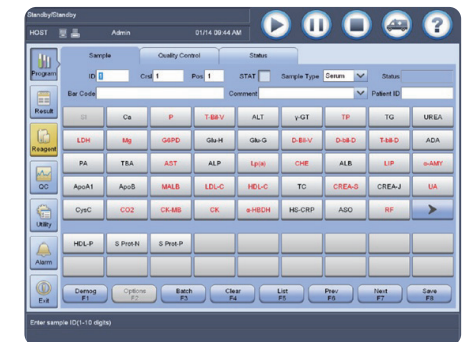 Standby/Standby
HOST Admin 01/14 09:44 AM
Sample Quality Control Status
ID 1 Crsl 1 Pos 1 STAT Sample Type Serum Status
Bar Code Comment Patient ID
Program
Result
Reagent
QC
Utility
Alarm
Exit
Ca P T-Bil-V ALT γ-GT TP TG UREA
LDH Mg G6PD Glu-H Glu-G D-Bil-V D-bil-D T-bil-D ADA
PA TBA AST ALP Lp(a) CHE ALB LIP α-AMY
ApoA1 ApoB MALB LDL-C HDL-C TC CREA-S CREA-J UA
CysC CO2 CK-MB CK α-HBDH HS-CRP ASO RF
HDL-P S Prot-N S Prot-P
Demog Options Batch Clear List Prev Next Save
F1 F2 F3 F4 F5 F6 F7 F8
Enter sample ID(1-10 digits)